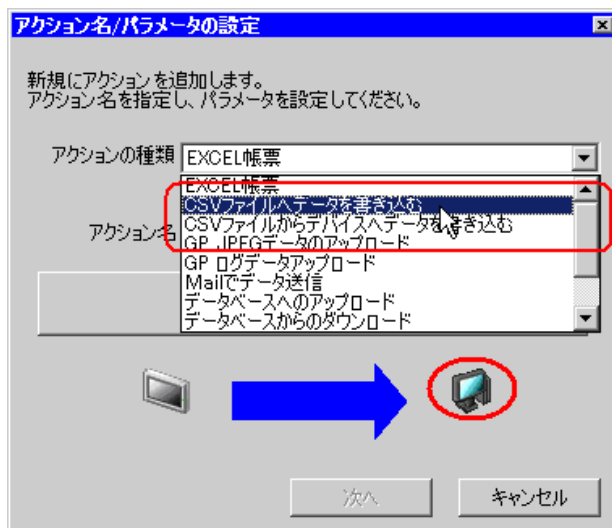 アクション名/パラメータの設定
新規にアクションを追加します。
アクション名を指定し、パラメータを設定してください。
アクションの種類 EXCEL帳票
EXCEL帳票
CSVファイルへデータを書き込む
アクション名 CSVファイルからデバイスへデータを書き込む
GP JPEGデータのアップロード
GP ログデータアップロード
Mailでデータ送信
データベースへのアップロード
データベースからのダウンロード
次へ キャンセル